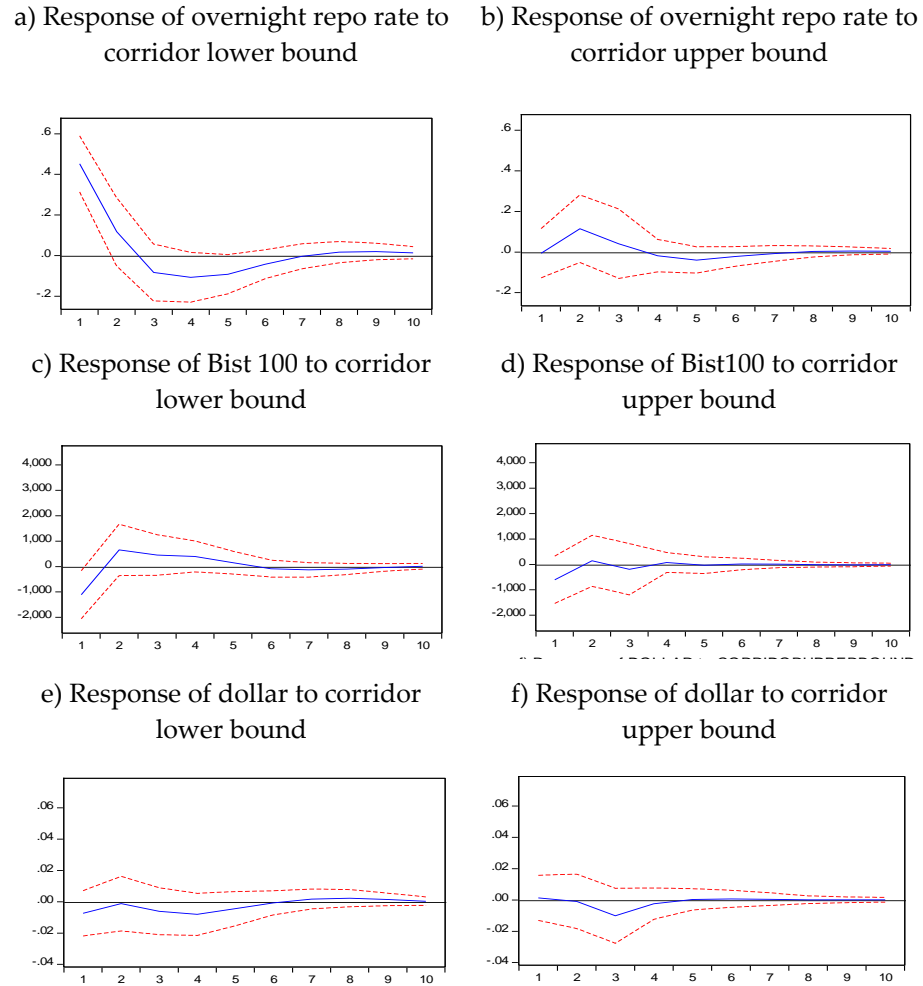 a) Response of overnight repo rate to
corridor lower bound
b) Response of overnight repo rate to
corridor upper bound
.6
.4
.2
.0
-.2
1 2 3 4 5 6 7 8 9 10
.6
.4
.2
.0
-.2
1 2 3 4 5 6 7 8 9 10
c) Response of Bist 100 to corridor
lower bound
d) Response of Bist100 to corridor
upper bound
4,000
3,000
2,000
1,000
0
-1,000
-2,000
1 2 3 4 5 6 7 8 9 10
4,000
3,000
2,000
1,000
0
-1,000
-2,000
1 2 3 4 5 6 7 8 9 10
e) Response of dollar to corridor
lower bound
f) Response of dollar to corridor
upper bound
.06
.04
.02
.00
-.02
-.04
1 2 3 4 5 6 7 8 9 10
.06
.04
.02
.00
-.02
-.04
1 2 3 4 5 6 7 8 9 10